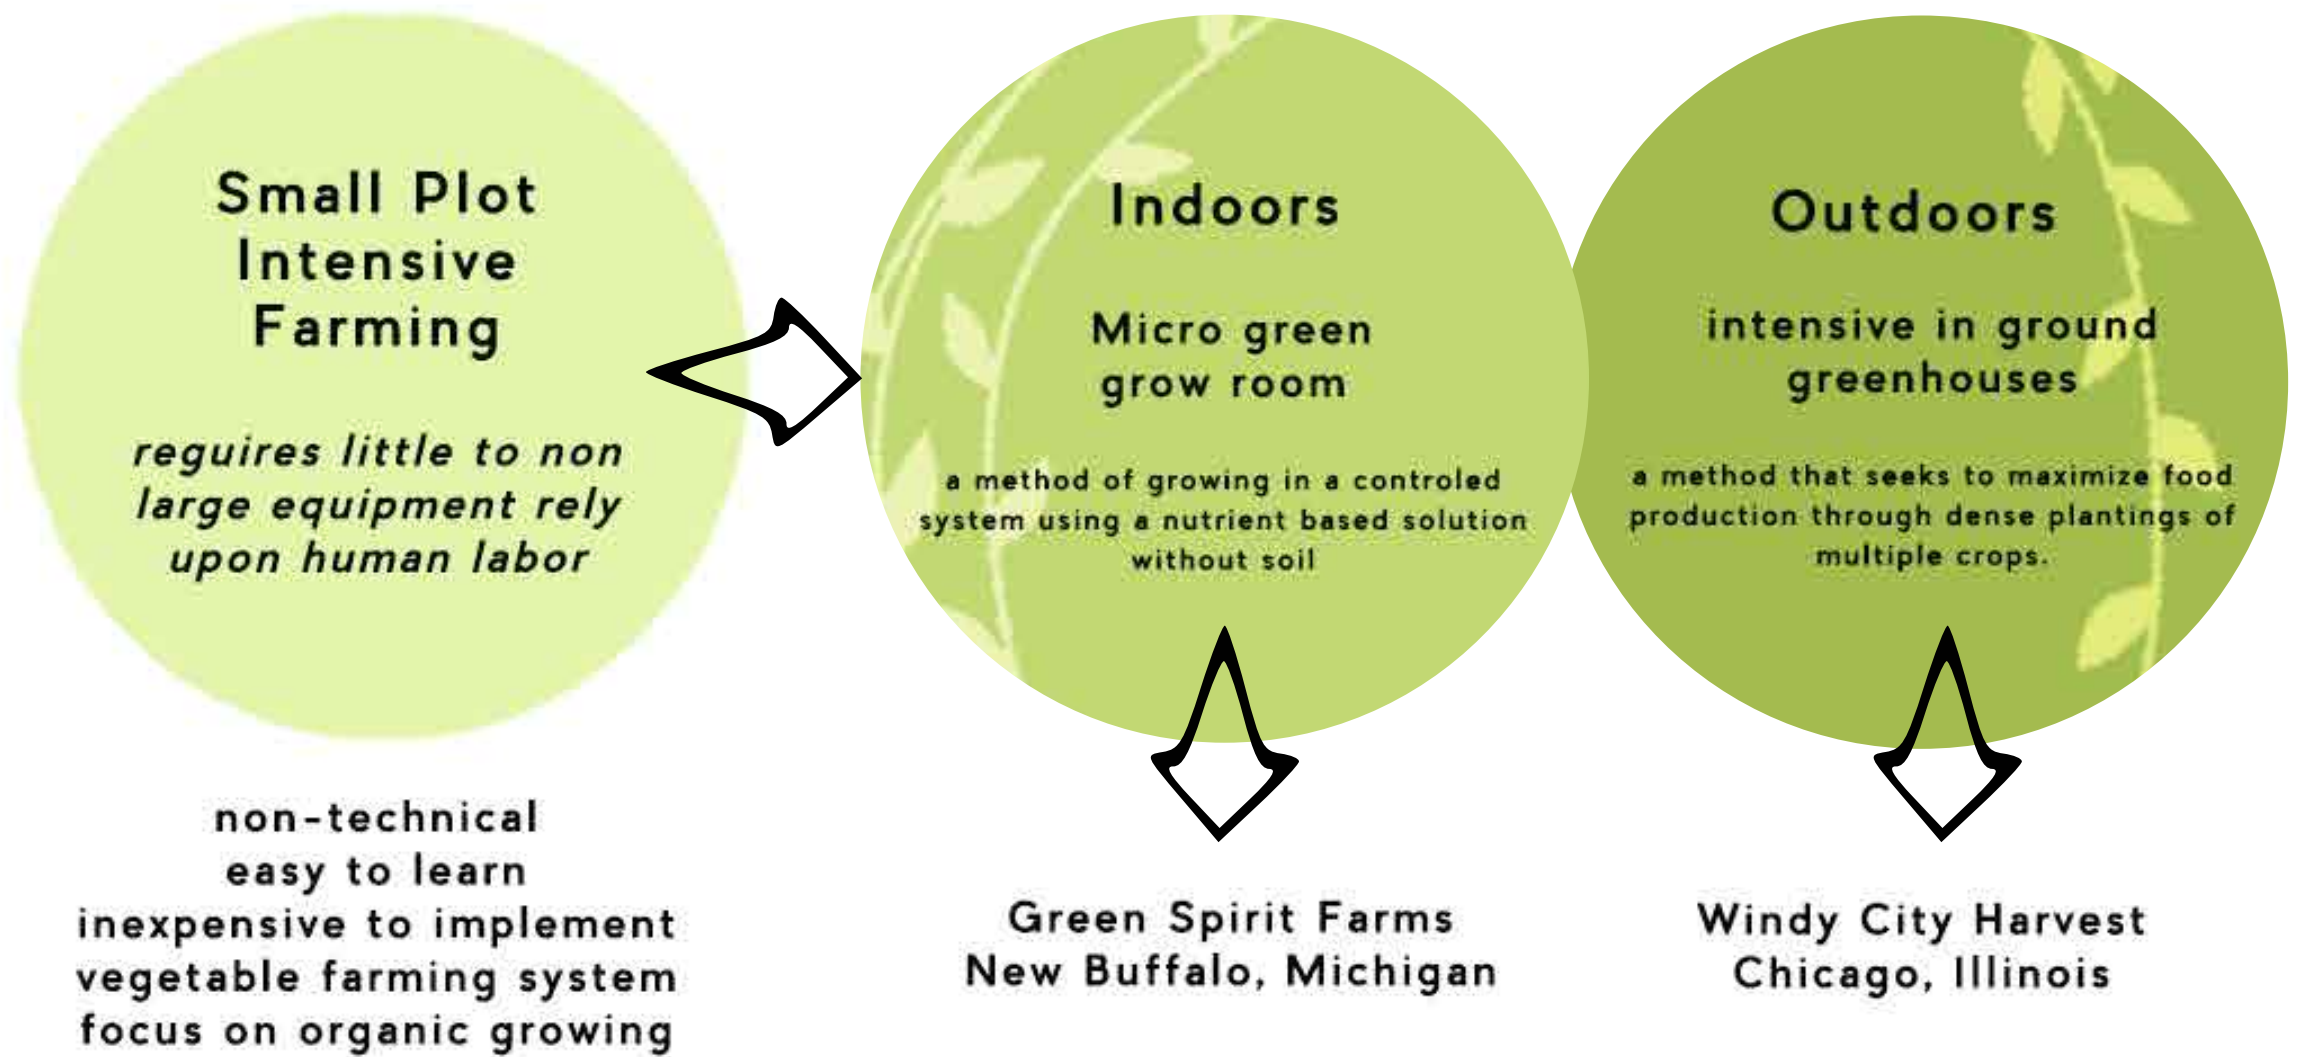 Small Plot
Intensive
Farming
reguires little to non
large equipment rely
upon human labor
non-technical
easy to learn
inexpensive to implement
vegetable farming system
focus on organic growing
Indoors
Micro green
grow room
a method of growing in a controled
system using a nutrient based solution
without soil
Green Spirit Farms
New Buffalo, Michigan
Outdoors
intensive in ground
greenhouses
a method that seeks to maximize food
production through dense plantings of
multiple crops.
Windy City Harvest
Chicago, Illinois